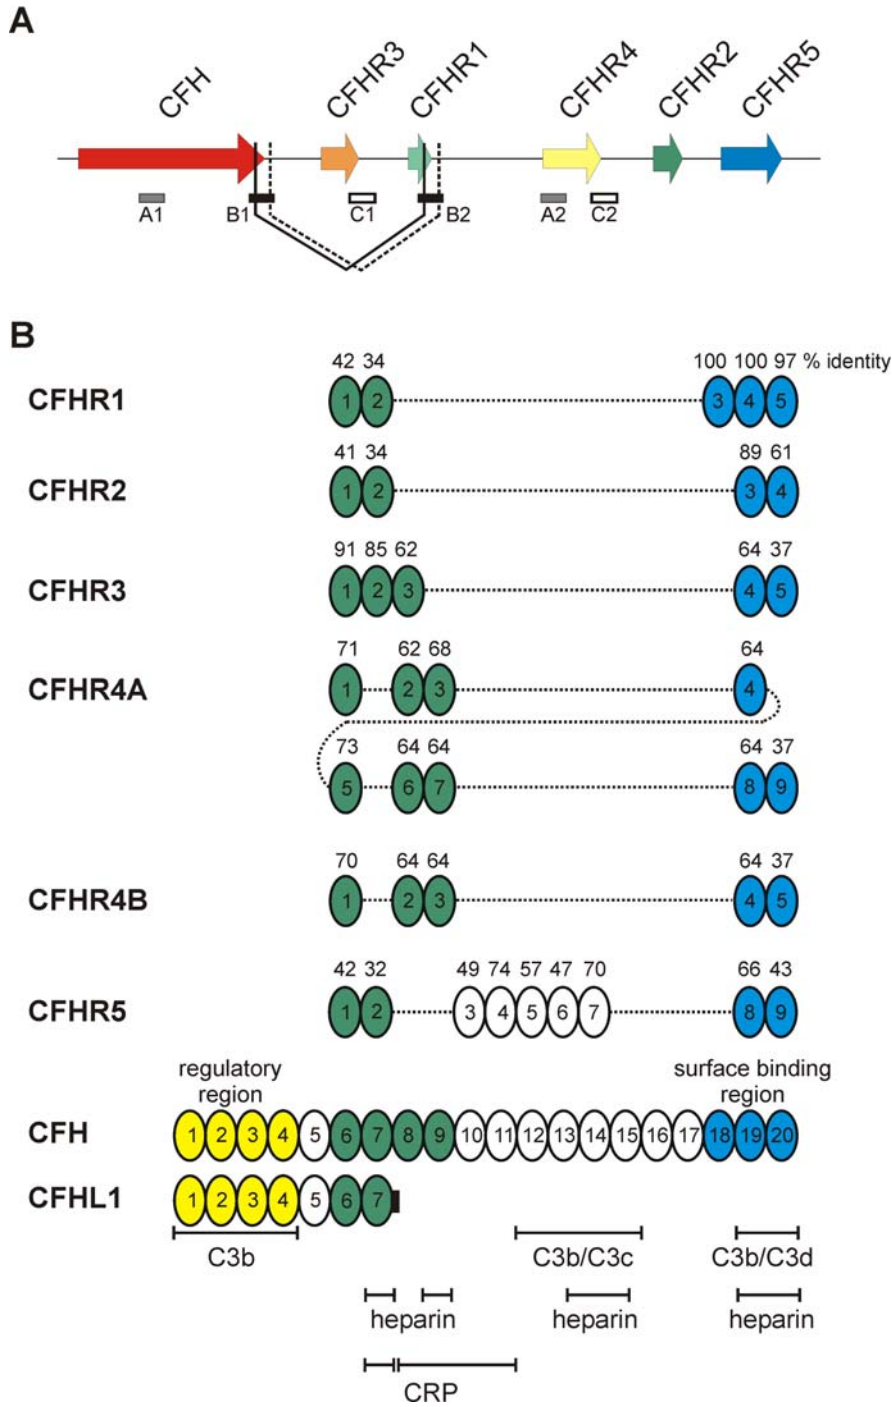 A
CFH CFHR3 CFHR1 CFHR4 CFHR2 CFHR5
A1 B1 C1 B2 A2 C2
B
42 34 100 100 97 % identity
CFHR1 1 2 3 4 5
41 34 89 61
CFHR2 1 2 3 4
91 85 62 64 37
CFHR3 1 2 3 4 5
71 62 68 64
CFHR4A 1 2 3 4
73 64 64 64 37
5 6 7 8 9
70 64 64 64 37
CFHR4B 1 2 3 4 5
42 32 49 74 57 47 70 66 43
CFHR5 1 2 3 4 5 6 7 8 9
regulatory surface binding
region region
CFH 1 2 3 4 5 6 7 8 9 10 11 12 13 14 15 16 17 18 19 20
CFHL1 1 2 3 4 5 6 7
C3b C3b/C3c C3b/C3d
heparin heparin heparin
CRP